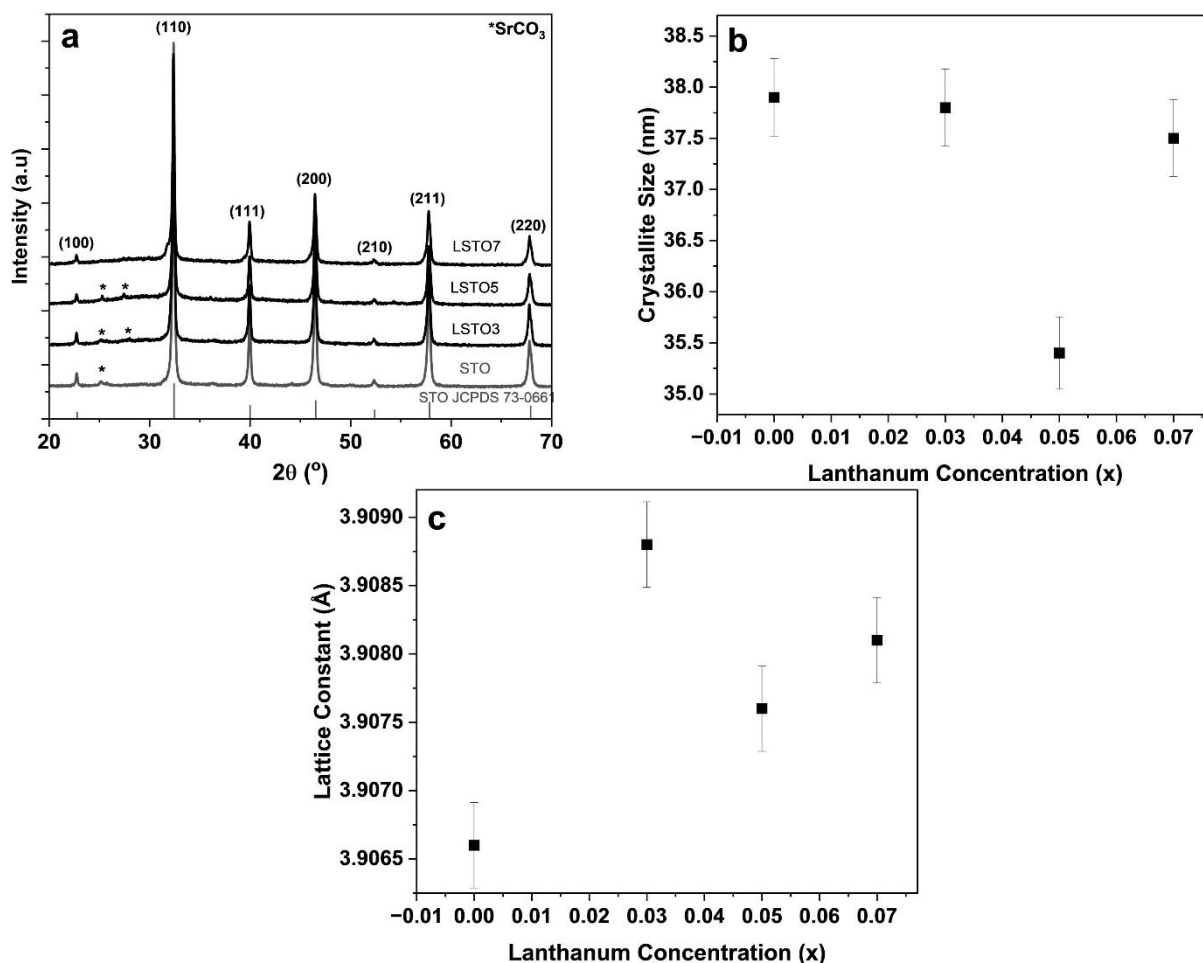 a
*SrCO₃
(110)
(100)
(111)
(200)
(210)
(211)
(220)
LSTO7
* *
LSTO5
* *
LSTO3
*
STO
STO JCPDS 73-0661
Intensity (a.u)
20 30 40 50 60 70
2θ (°)
b
38.5
38.0
37.5
37.0
36.5
36.0
35.5
35.0
Crystallite Size (nm)
−0.01 0.00 0.01 0.02 0.03 0.04 0.05 0.06 0.07
Lanthanum Concentration (x)
c
3.9090
3.9085
3.9080
3.9075
3.9070
3.9065
Lattice Constant (Å)
−0.01 0.00 0.01 0.02 0.03 0.04 0.05 0.06 0.07
Lanthanum Concentration (x)